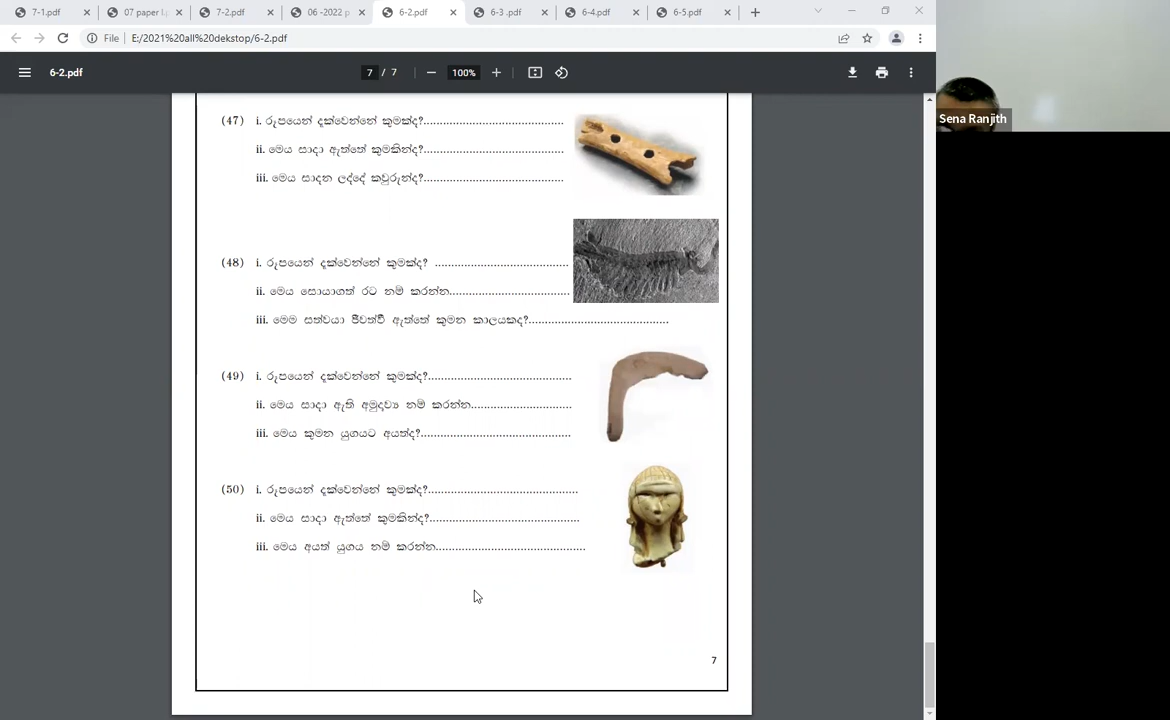 7-1.pdf
07 paper I.p
7-2.pdf
06 -2022 p
6-2.pdf
6-3 .pdf
6-4.pdf
6-5.pdf
File
E:/2021%20all%20dekstop/6-2.pdf
6-2.pdf
7 / 7
100%
Sena Ranjith
(47) i. රූපයෙන් දක්වෙන්නේ කුමක්ද?..................................
ii. මෙය සාදා ඇත්තේ කුමකින්ද?..................................
iii. මෙය සාදන ලද්දේ කවුරුන්ද?..................................
(48) i. රූපයෙන් දක්වෙන්නේ කුමක්ද? ................................
ii. මෙය සොයාගත් රට නම් කරන්න.............................
iii. මෙම සත්වයා ජීවත්වී ඇත්තේ කුමන කාලයකද?..................................
(49) i. රූපයෙන් දක්වෙන්නේ කුමක්ද?..................................
ii. මෙය සාදා ඇති අමුද්‍රව්‍ය නම් කරන්න........................
iii. මෙය කුමන යුගයට අයත්ද?....................................
(50) i. රූපයෙන් දක්වෙන්නේ කුමක්ද?..................................
ii. මෙය සාදා ඇත්තේ කුමකින්ද?....................................
iii. මෙය අයත් යුගය නම් කරන්න....................................
7